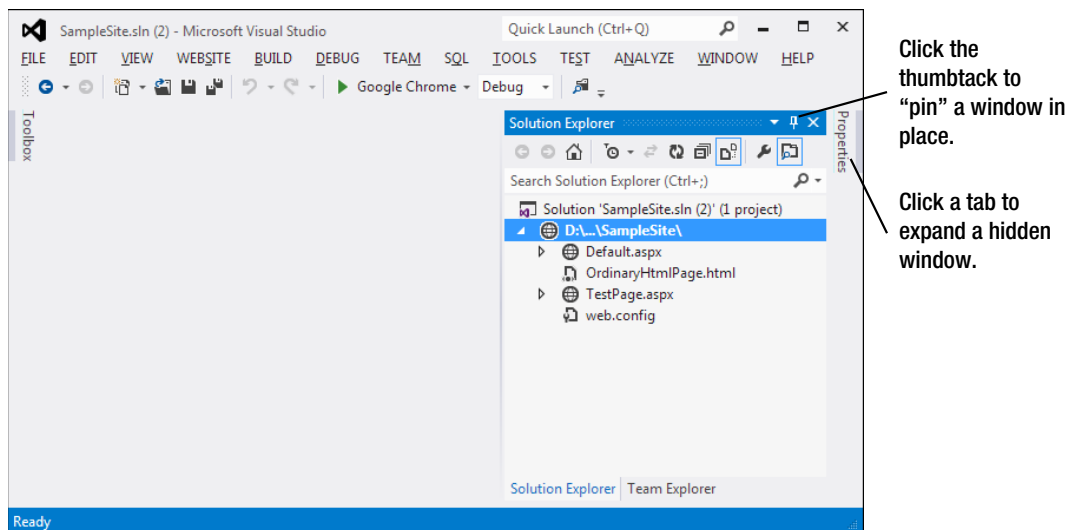 SampleSite.sln (2) - Microsoft Visual Studio
Quick Launch (Ctrl+Q)
FILE EDIT VIEW WEBSITE BUILD DEBUG TEAM SQL TOOLS TEST ANALYZE WINDOW HELP
Google Chrome
Debug
Toolbox
Solution Explorer
Search Solution Explorer (Ctrl+;)
Solution 'SampleSite.sln (2)' (1 project)
D:\...\SampleSite\
Default.aspx
OrdinaryHtmlPage.html
TestPage.aspx
web.config
Solution Explorer
Team Explorer
Properties
Ready
Click the
thumbtack to
“pin” a window in
place.
Click a tab to
expand a hidden
window.